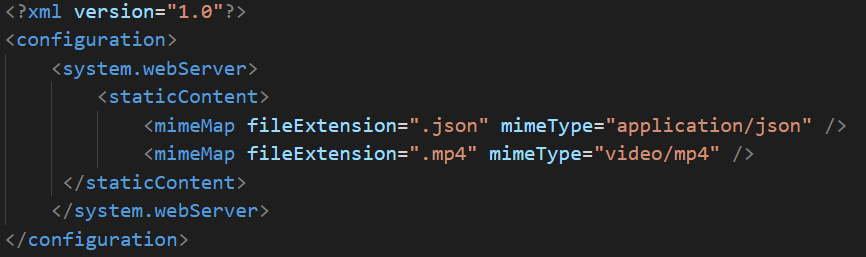 <?xml version="1.0"?>
<configuration>
    <system.webServer>
        <staticContent>
            <mimeMap fileExtension=".json" mimeType="application/json" />
            <mimeMap fileExtension=".mp4" mimeType="video/mp4" />
     </staticContent>
    </system.webServer>
</configuration>